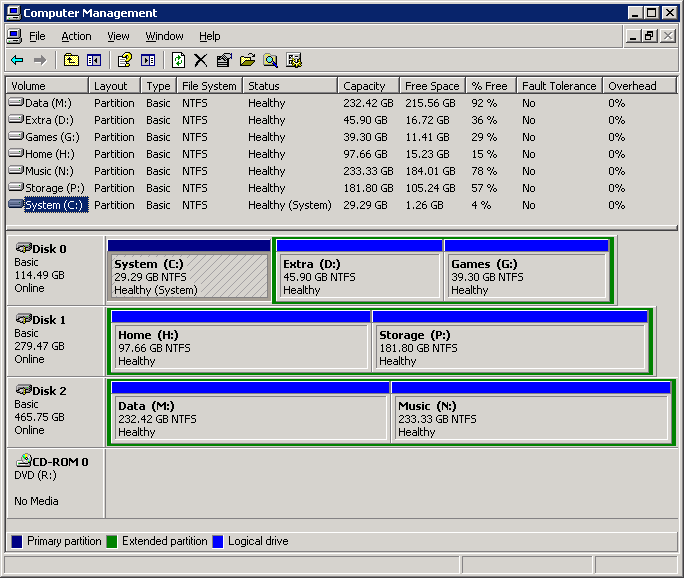 Computer Management
File Action View Window Help
Volume Layout Type File System Status Capacity Free Space % Free Fault Tolerance Overhead
Data (M:) Partition Basic NTFS Healthy 232.42 GB 215.56 GB 92 % No 0%
Extra (D:) Partition Basic NTFS Healthy 45.90 GB 16.72 GB 36 % No 0%
Games (G:) Partition Basic NTFS Healthy 39.30 GB 11.41 GB 29 % No 0%
Home (H:) Partition Basic NTFS Healthy 97.66 GB 15.23 GB 15 % No 0%
Music (N:) Partition Basic NTFS Healthy 233.33 GB 184.01 GB 78 % No 0%
Storage (P:) Partition Basic NTFS Healthy 181.80 GB 105.24 GB 57 % No 0%
System (C:) Partition Basic NTFS Healthy (System) 29.29 GB 1.26 GB 4 % No 0%
Disk 0
Basic
114.49 GB
Online
System (C:)
29.29 GB NTFS
Healthy (System)
Extra (D:)
45.90 GB NTFS
Healthy
Games (G:)
39.30 GB NTFS
Healthy
Disk 1
Basic
279.47 GB
Online
Home (H:)
97.66 GB NTFS
Healthy
Storage (P:)
181.80 GB NTFS
Healthy
Disk 2
Basic
465.75 GB
Online
Data (M:)
232.42 GB NTFS
Healthy
Music (N:)
233.33 GB NTFS
Healthy
CD-ROM 0
DVD (R:)
No Media
Primary partition Extended partition Logical drive